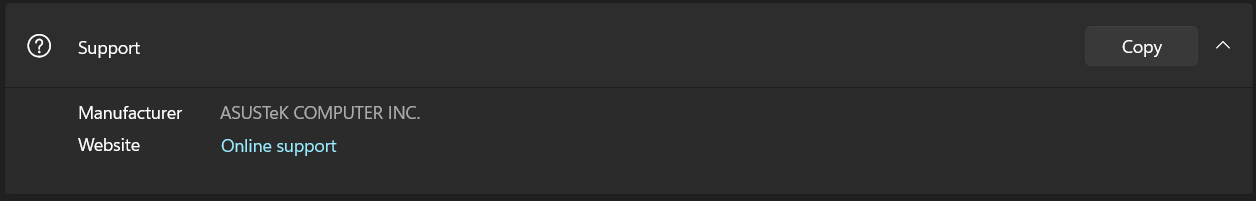 Support
Copy
Manufacturer ASUSTeK COMPUTER INC.
Website Online support